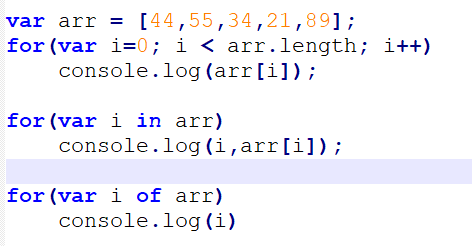 var arr = [44,55,34,21,89];
for(var i=0; i < arr.length; i++)
    console.log(arr[i]);

for(var i in arr)
    console.log(i,arr[i]);

for(var i of arr)
    console.log(i)